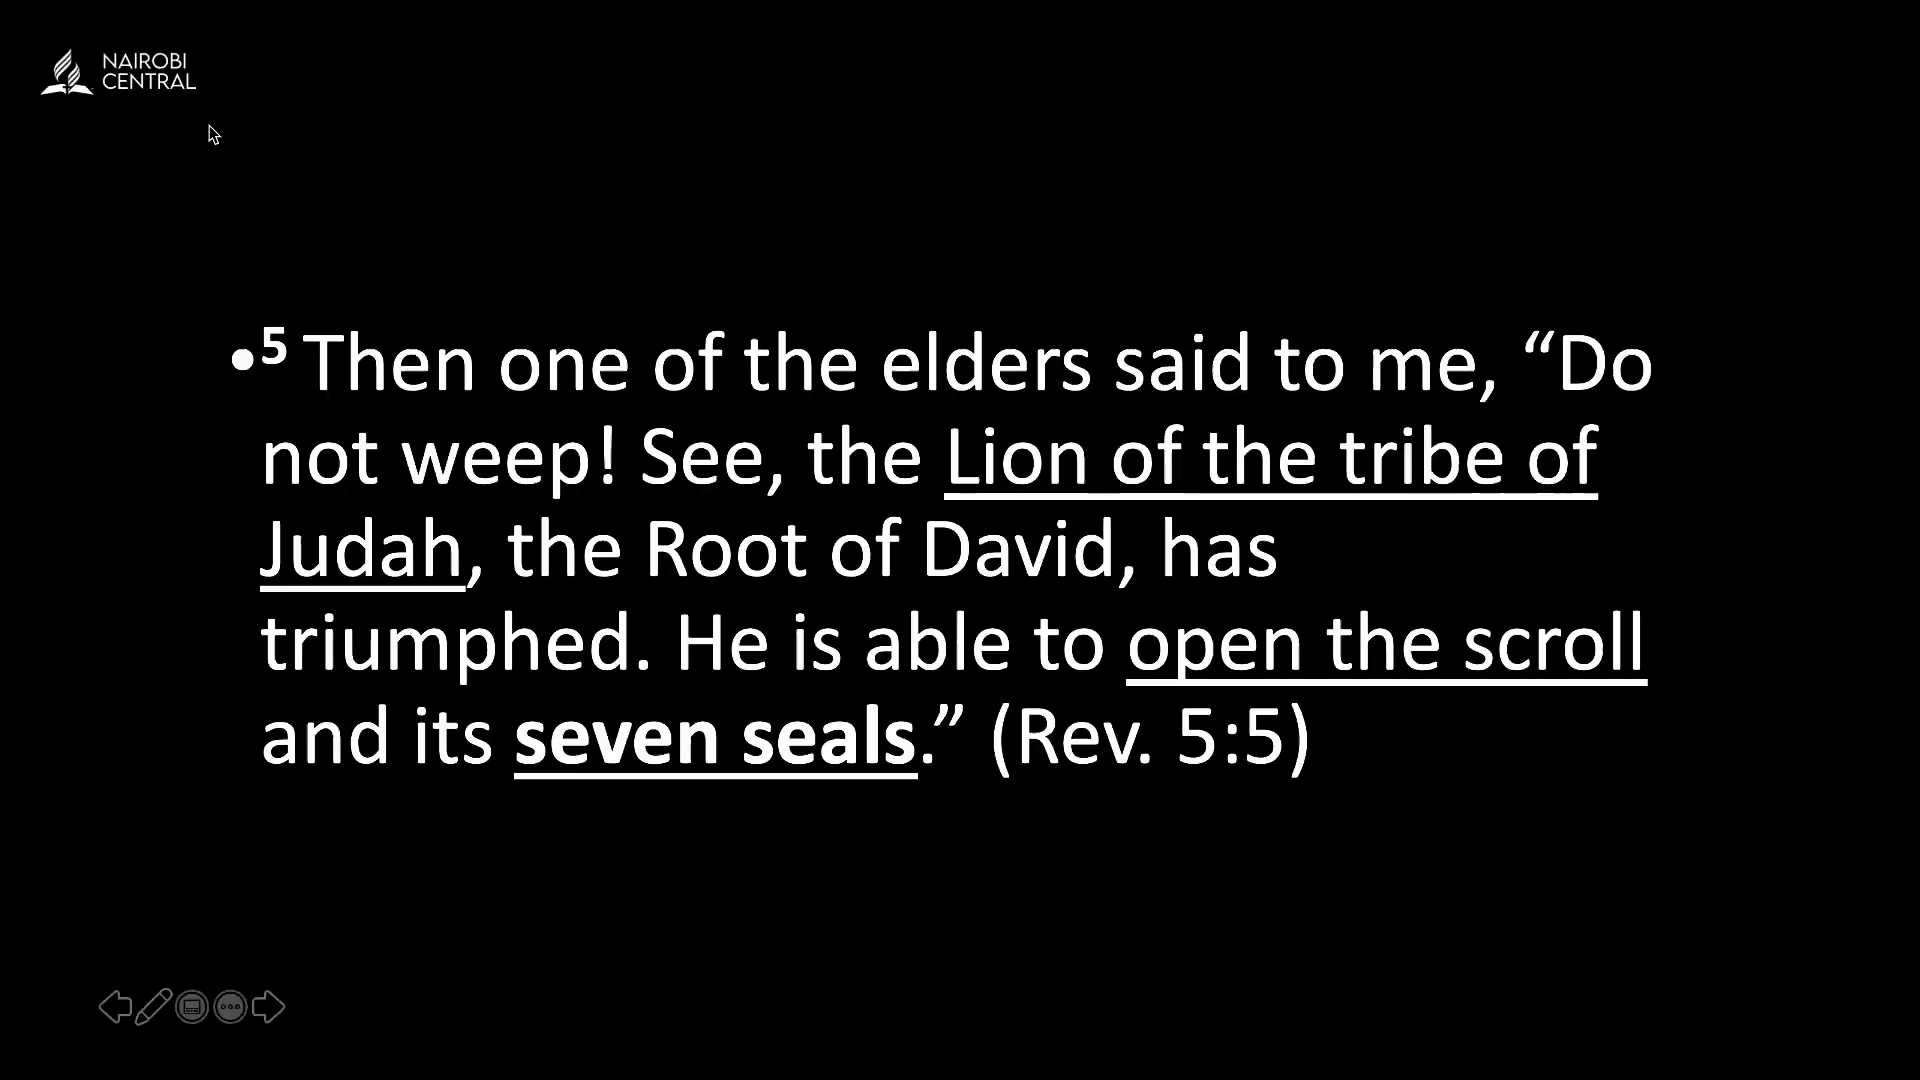 NAIROBI
CENTRAL
•5 Then one of the elders said to me, “Do
not weep! See, the Lion of the tribe of
Judah, the Root of David, has
triumphed. He is able to open the scroll
and its seven seals.” (Rev. 5:5)